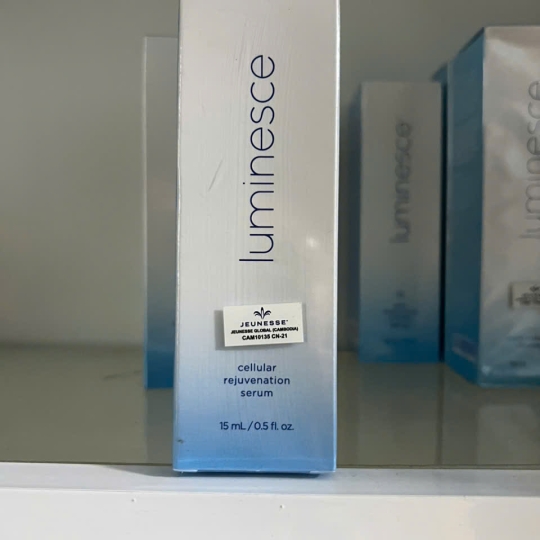 luminesce
JEUNESSE
JEUNESSE GLOBAL (CAMBODIA)
CAM10135 CN-21
cellular
rejuvenation
serum
15 mL / 0.5 fl. oz.
luminesce
luminesce